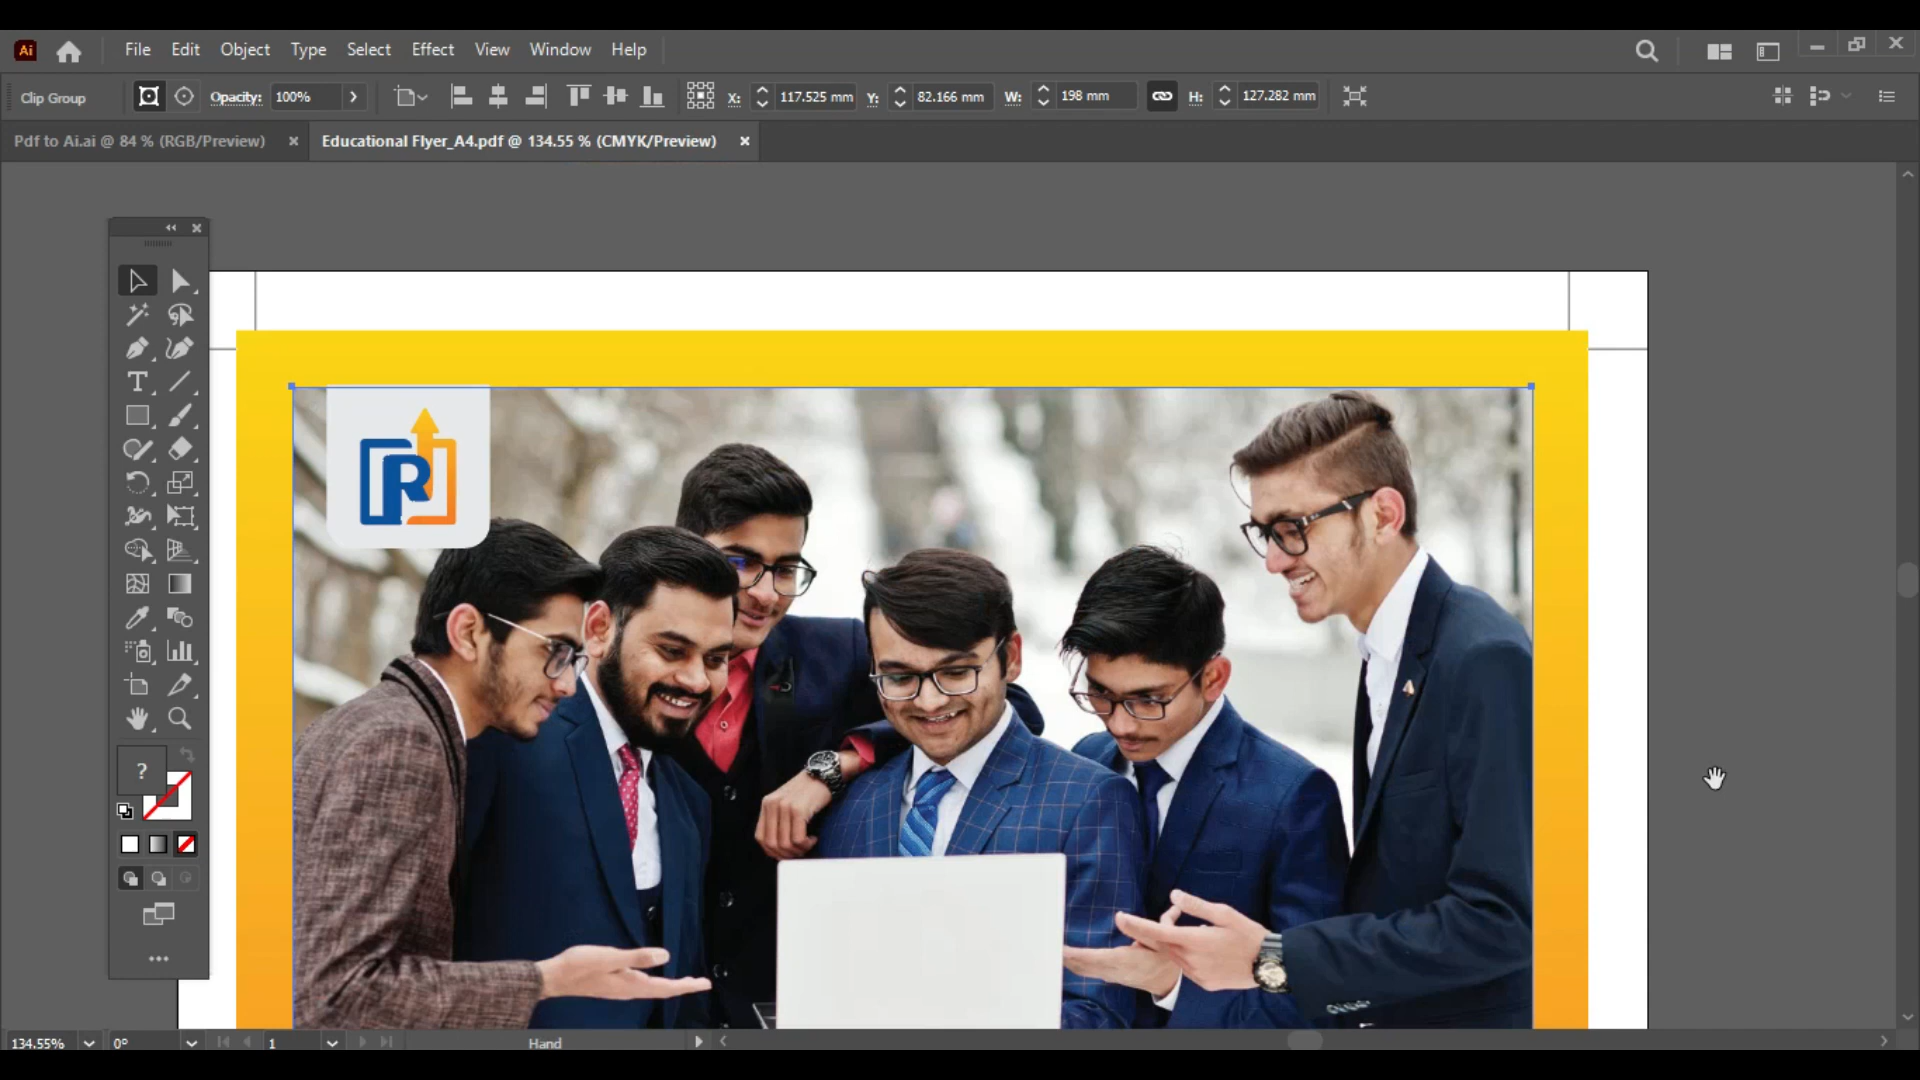 Ai File Edit Object Type Select Effect View Window Help
Clip Group Opacity: 100% X: 117.525 mm Y: 82.166 mm W: 198 mm H: 127.282 mm
Pdf to Ai.ai @ 84 % (RGB/Preview) Educational Flyer_A4.pdf @ 134.55 % (CMYK/Preview)
R
T
?
134.55% 0° 1 Hand